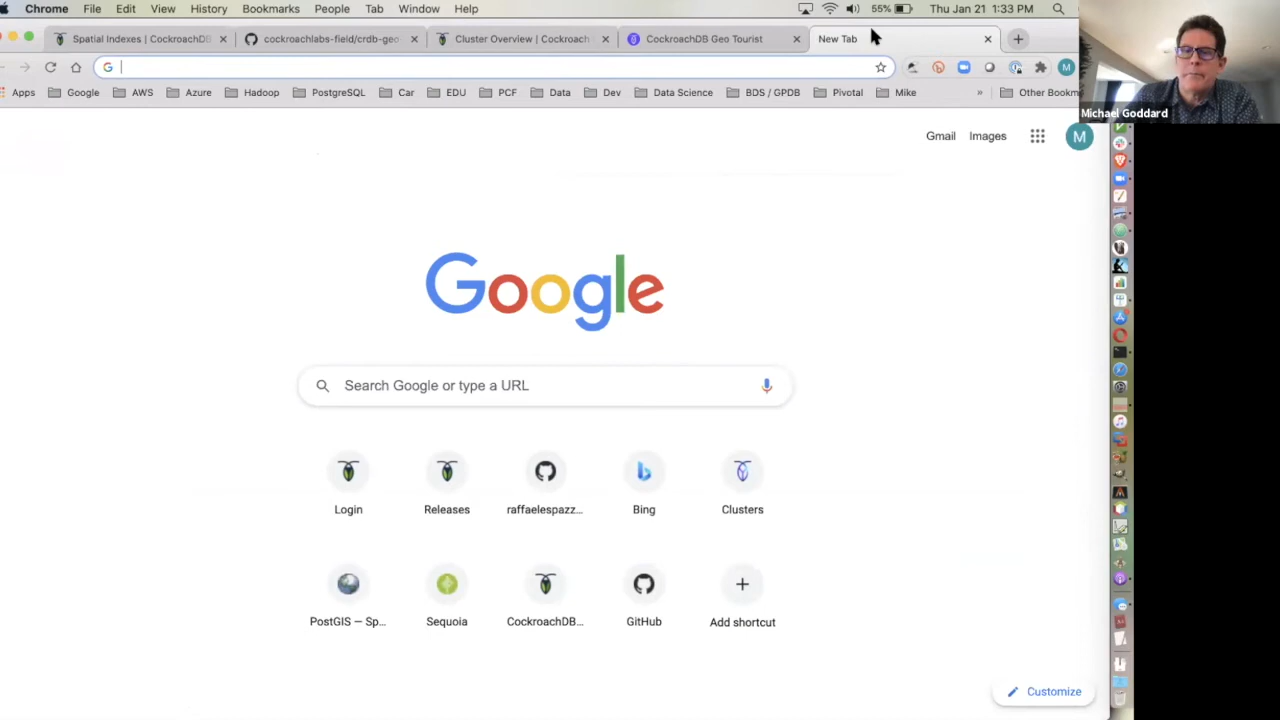 Chrome File Edit View History Bookmarks People Tab Window Help 55% Thu Jan 21 1:33 PM
Spatial Indexes | CockroachDB cockroachlabs-field/crdb-geo Cluster Overview | Cockroach CockroachDB Geo Tourist New Tab
M
Apps Google AWS Azure Hadoop PostgreSQL EDU PCF Data Dev Data Science BDS / GPDB Pivotal Mike » Other Bookm
Michael Goddard
Gmail Images M
Google
Search Google or type a URL
Login Releases raffaelespazz... Bing Clusters
PostGIS — Sp... Sequoia CockroachDB... GitHub Add shortcut
Customize